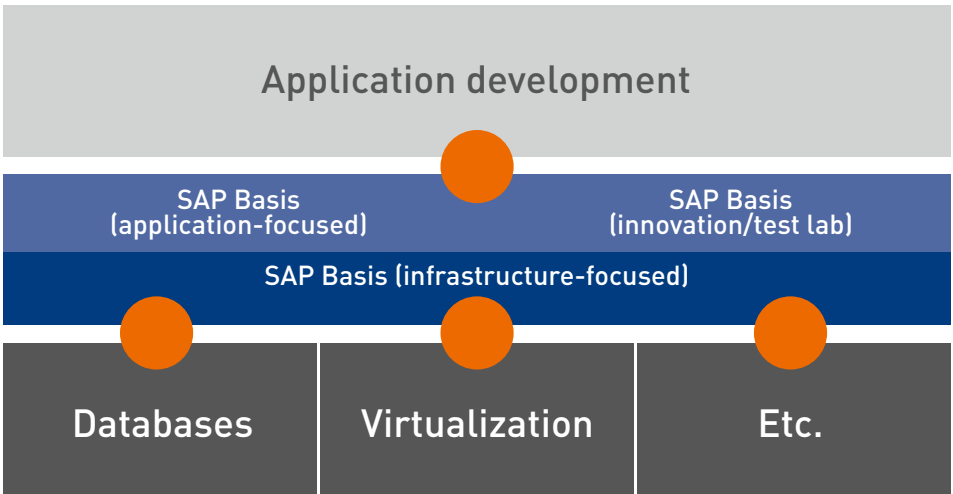 Application development
SAP Basis
(application-focused)
SAP Basis
(innovation/test lab)
SAP Basis (infrastructure-focused)
Databases
Virtualization
Etc.